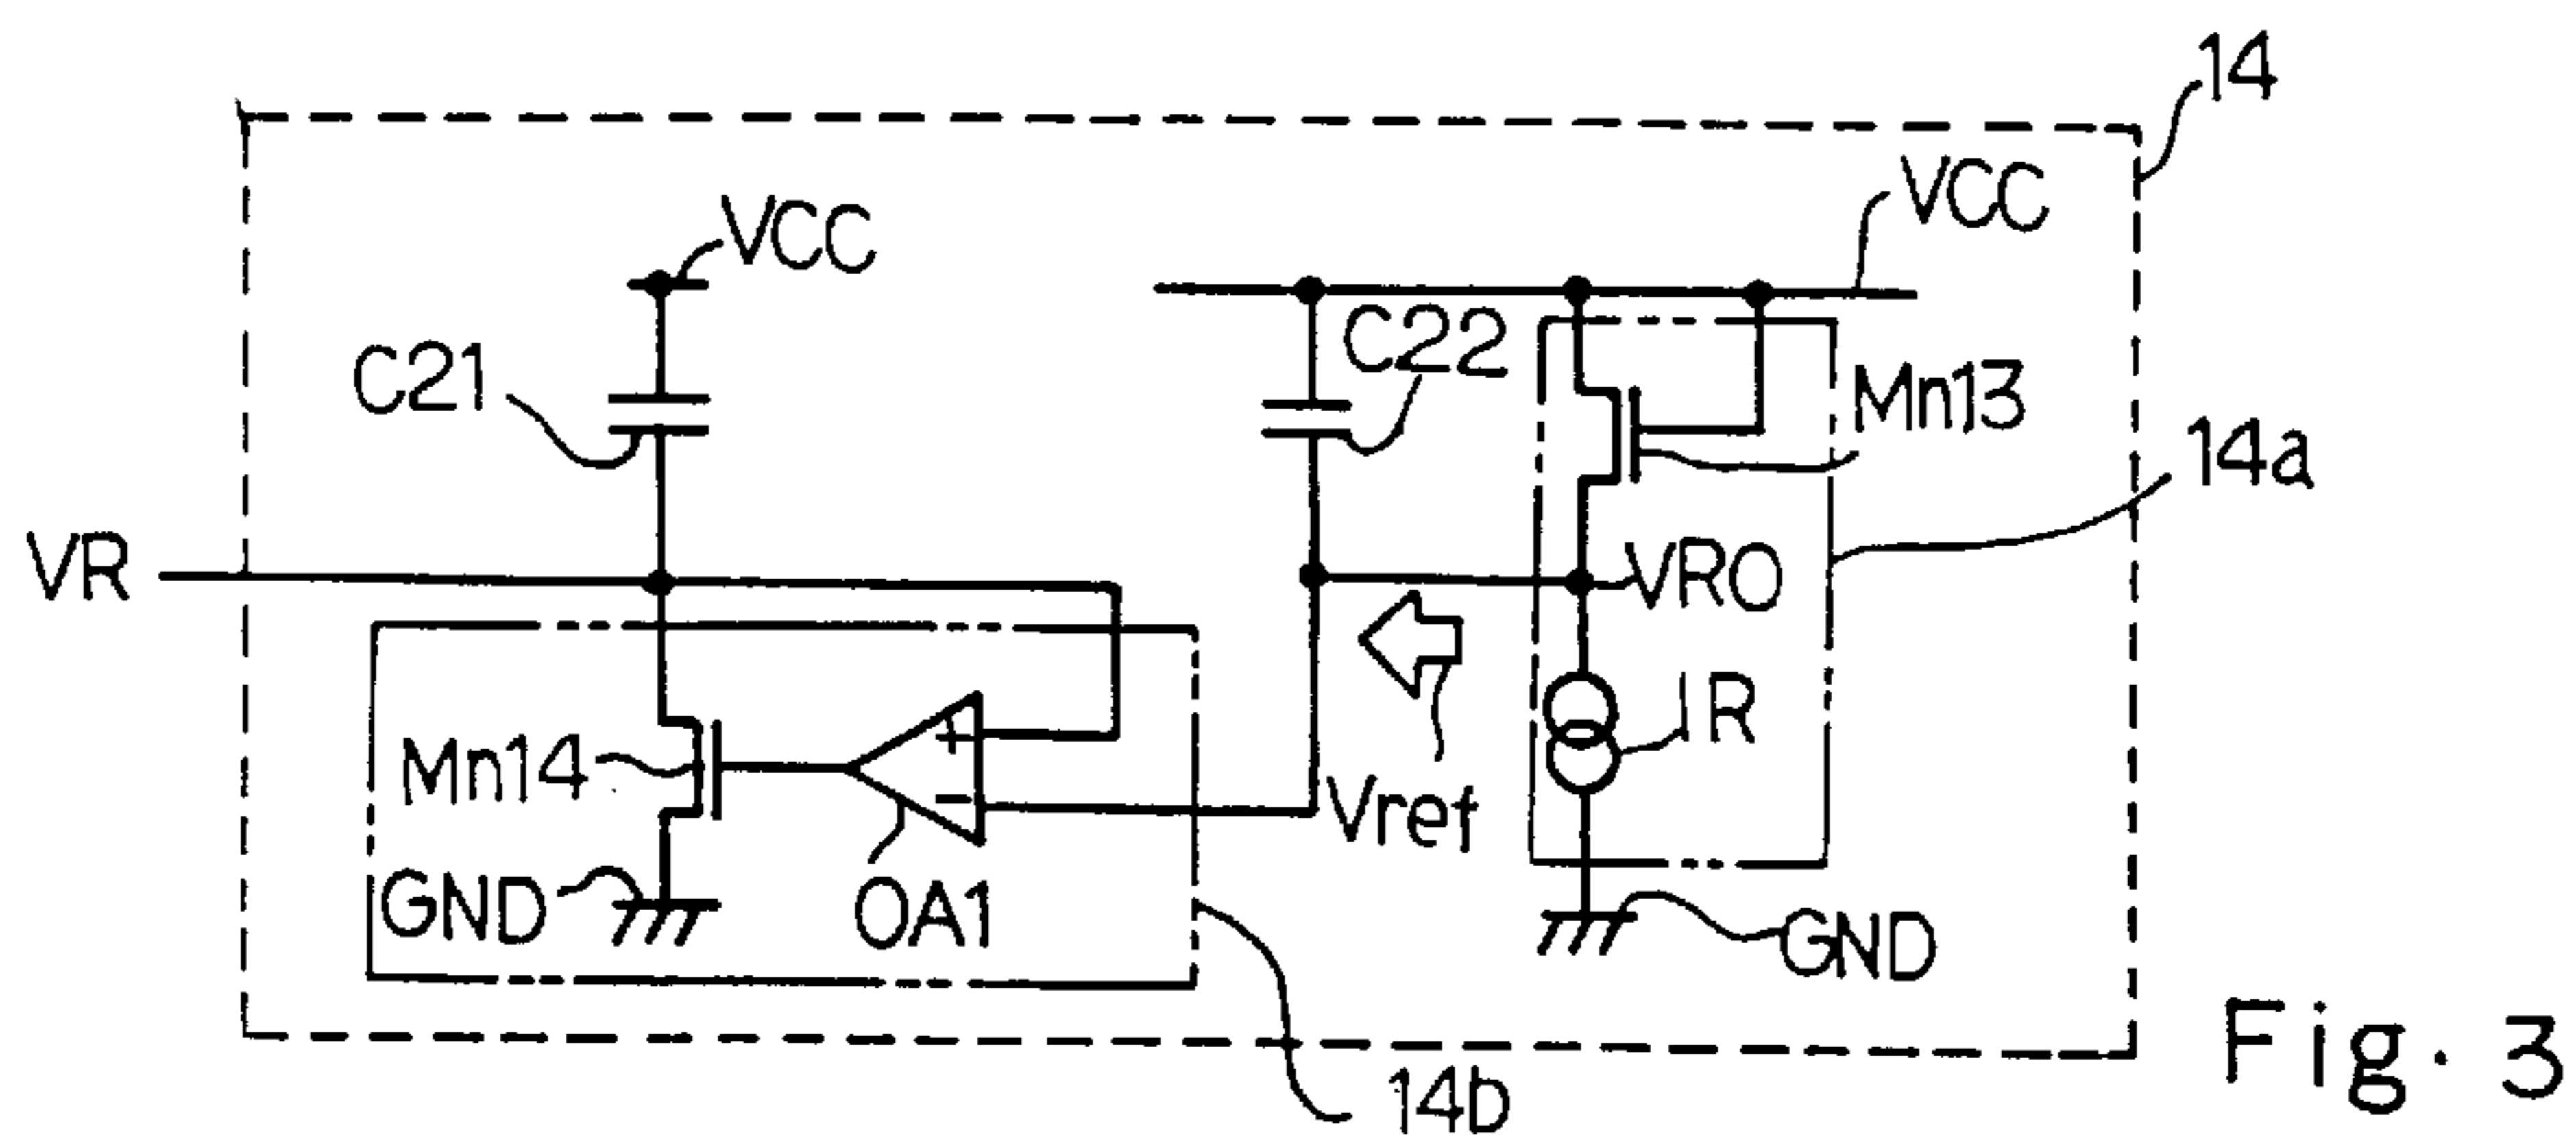 14
VCC
VCC
C21
C22
Mn13
14a
VR
VRO
IR
Mn14
Vref
+
−
GND
OA1
GND
14b
Fig. 3